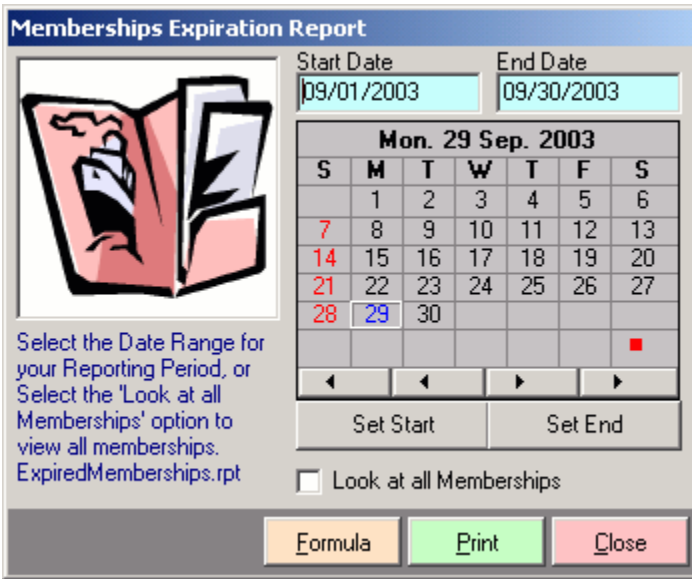 Memberships Expiration Report
Start Date End Date
09/01/2003 09/30/2003
Mon. 29 Sep. 2003
S M T W T F S
1 2 3 4 5 6
7 8 9 10 11 12 13
14 15 16 17 18 19 20
21 22 23 24 25 26 27
28 29 30
Set Start Set End
Select the Date Range for
your Reporting Period, or
Select the 'Look at all
Memberships' option to
view all memberships.
ExpiredMemberships.rpt
Look at all Memberships
Formula Print Close